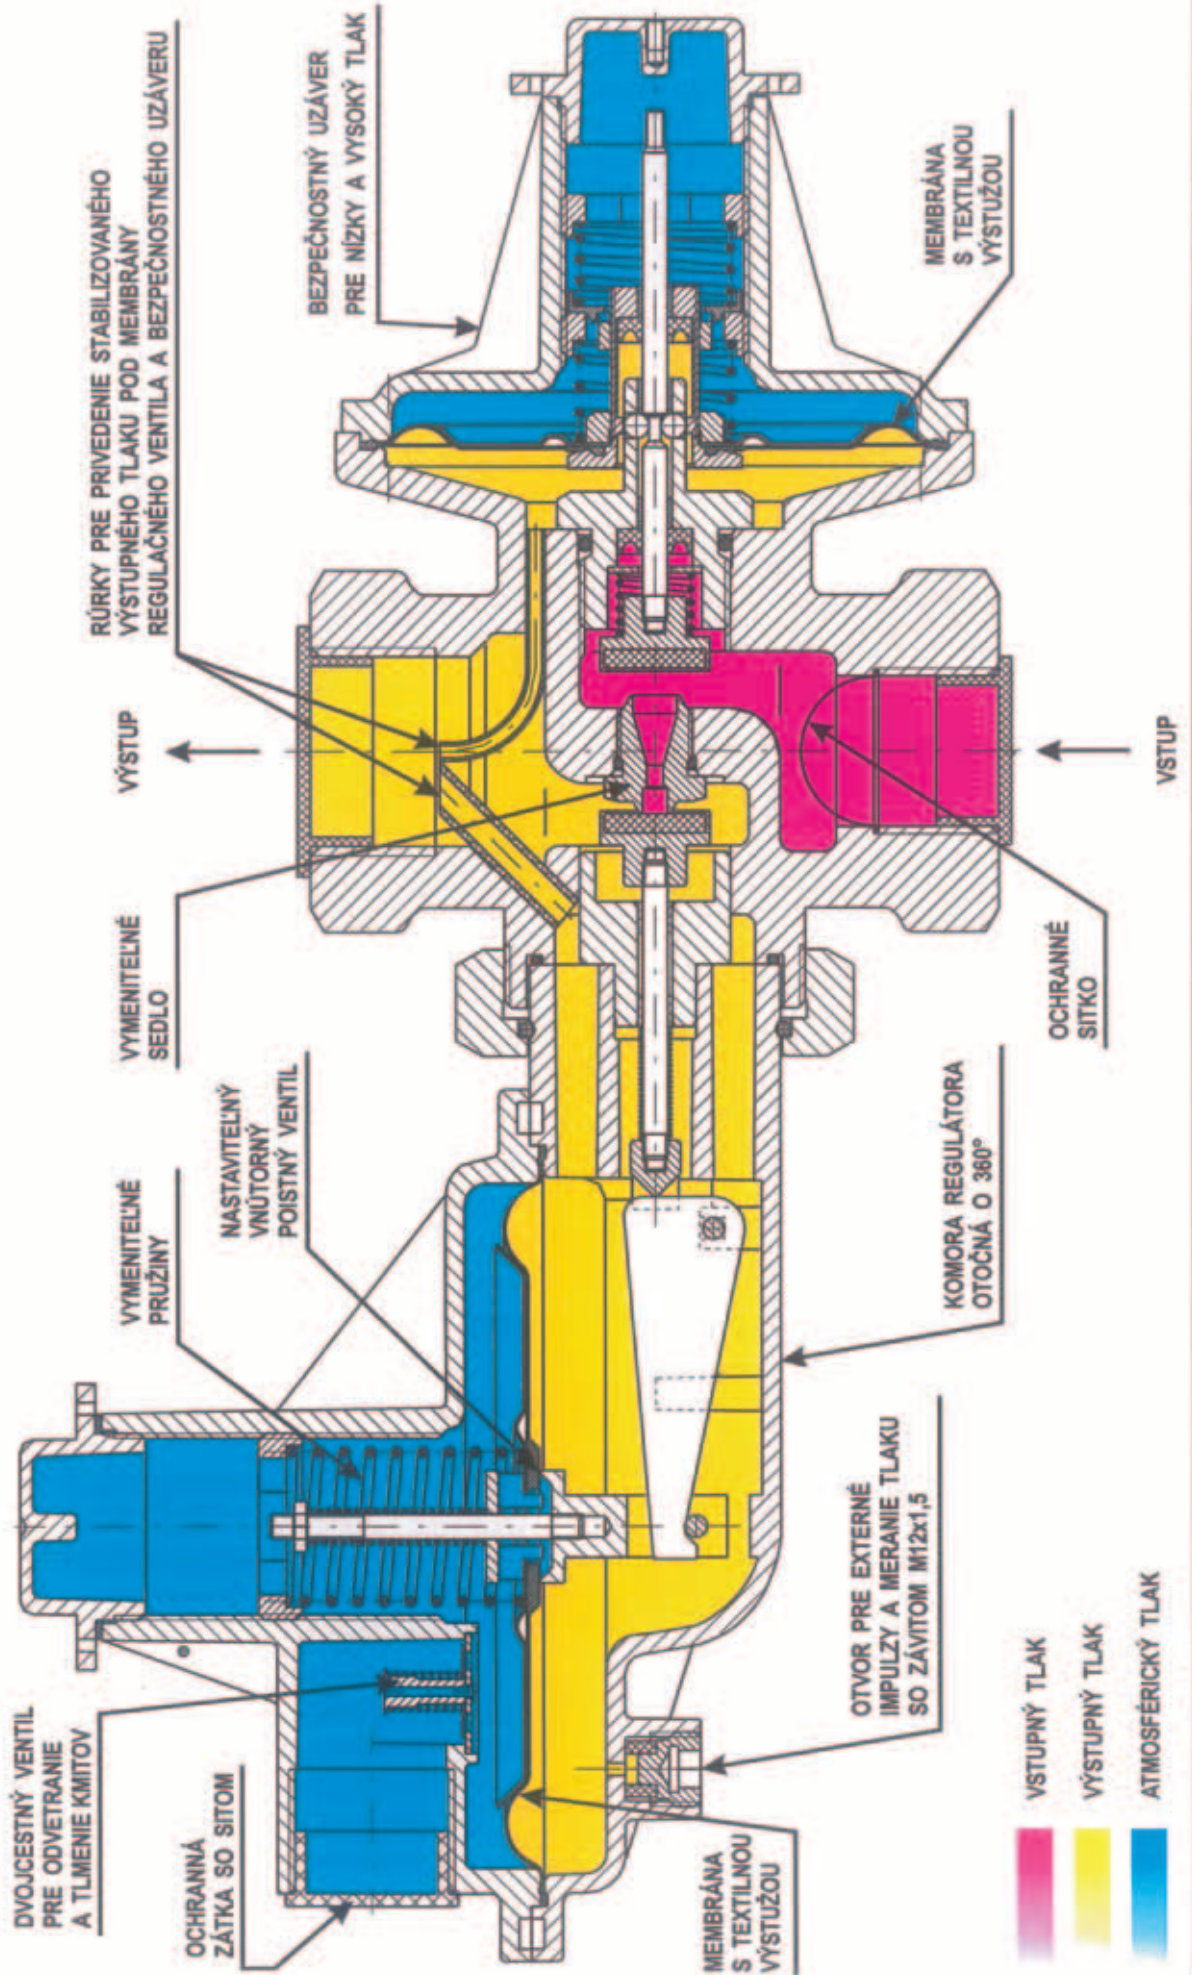 RÚRKY PRE PRIVEDENIE STABILIZOVANÉHO
VÝSTUPNÉHO TLAKU POD MEMBRÁNY
REGULAČNÉHO VENTILA A BEZPEČNOSTNÉHO UZÁVERU
BEZPEČNOSTNÝ UZÁVER
PRE NÍZKY A VYSOKÝ TLAK
MEMBRÁNA
S TEXTILNOU
VÝSTUŽOU
VÝSTUP
VSTUP
VYMENITEĽNÉ
SEDLO
OCHRANNÉ
SITKO
NASTAVITEĽNÝ
VNÚTORNÝ
POISTNÝ VENTIL
VYMENITEĽNÉ
PRUŽINY
KOMORA REGULÁTORA
OTOČNÁ O 360°
DVOJCESTNÝ VENTIL
PRE ODVETRANIE
A TLMENIE KMITOV
OCHRANNÁ
ZÁTKA SO SITOM
MEMBRÁNA
S TEXTILNOU
VÝSTUŽOU
OTVOR PRE EXTERNÉ
IMPULZY A MERANIE TLAKU
SO ZÁVITOM M12x1,5
VSTUPNÝ TLAK
VÝSTUPNÝ TLAK
ATMOSFÉRICKÝ TLAK